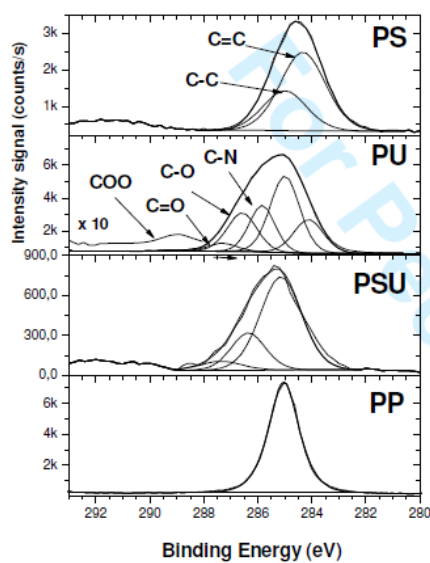 Intensity signal (counts/s)
3k
2k
1k
PS
C=C
C-C
6k
4k
2k
PU
C-N
C-O
COO
C=O
x 10
900,0
600,0
300,0
0,0
PSU
6k
4k
2k
PP
292 290 288 286 284 282 280
Binding Energy (eV)